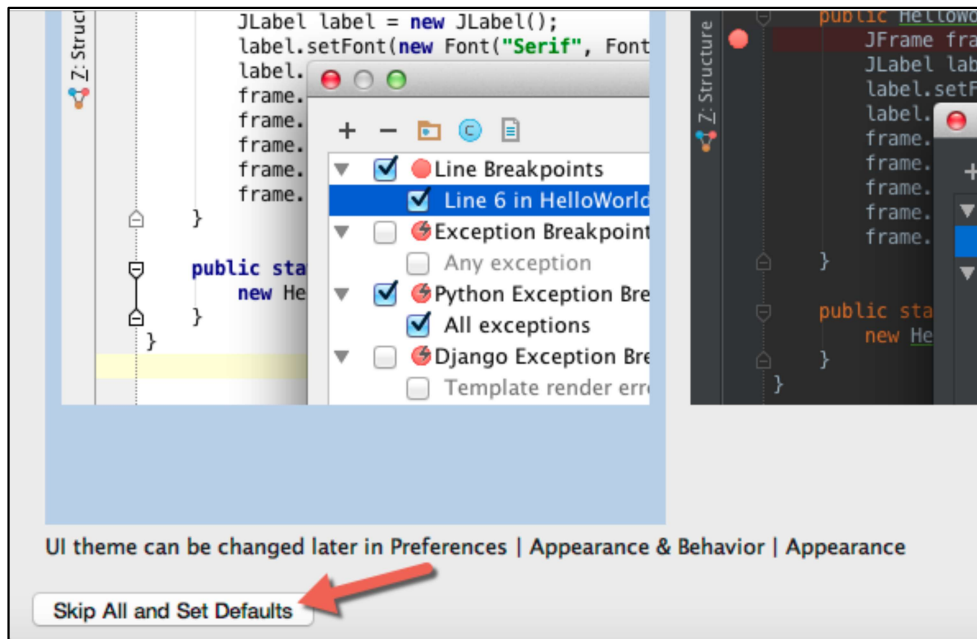 JLabel label = new JLabel();
label.setFont(new Font("Serif", Font
label.
frame.
frame.
frame.
frame.
frame.
}
public sta
new He
}
}
Z: Struct
Line Breakpoints
Line 6 in HelloWorld
Exception Breakpoint
Any exception
Python Exception Bre
All exceptions
Django Exception Bre
Template render erro
Z: Structure
public HelloWo
JFrame fra
JLabel lab
label.setF
label.
frame.
frame.
frame.
frame.
frame.
}
public sta
new He
}
}
UI theme can be changed later in Preferences | Appearance & Behavior | Appearance
Skip All and Set Defaults